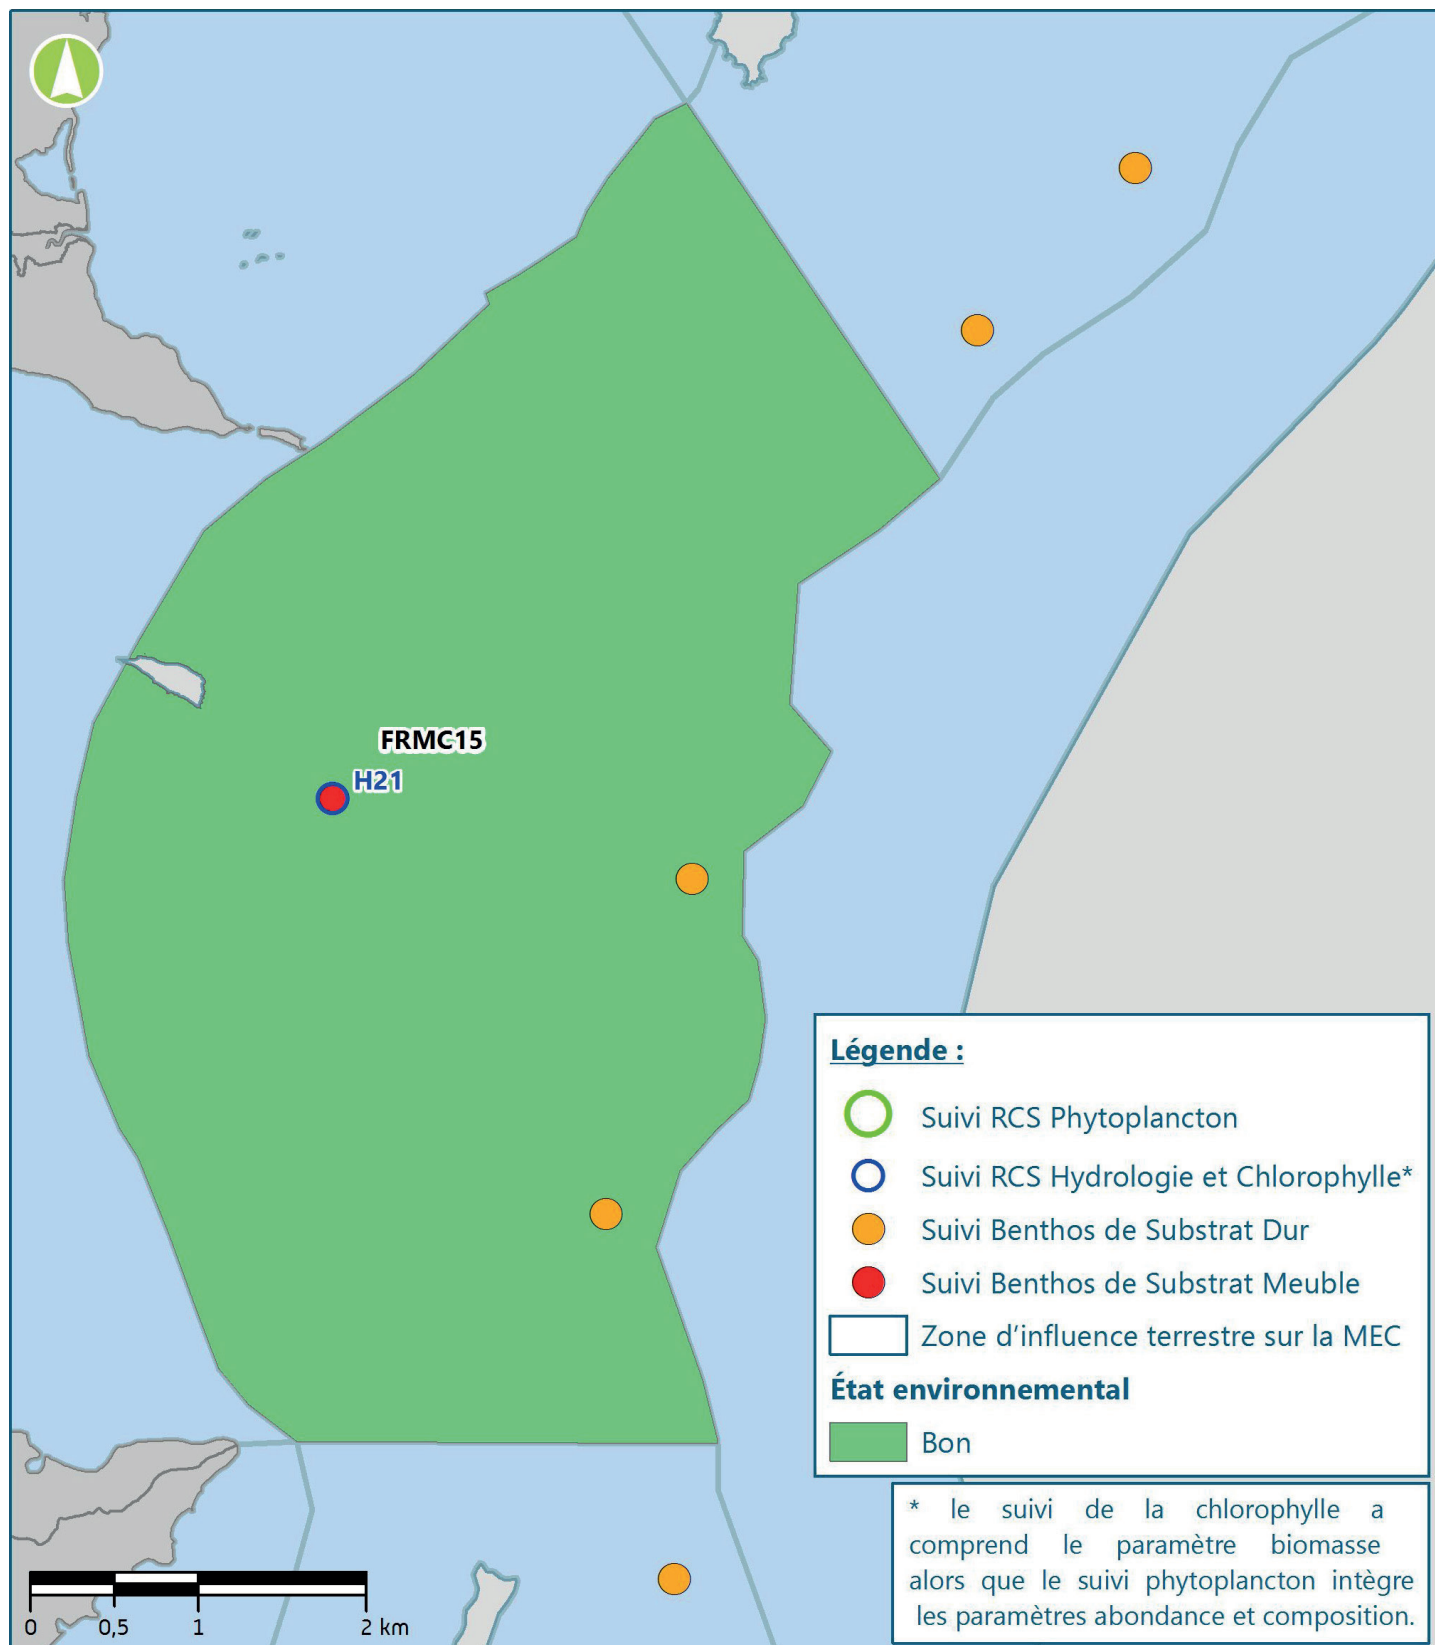 FRMC15
H21
Légende :
Suivi RCS Phytoplancton
Suivi RCS Hydrologie et Chlorophylle*
Suivi Benthos de Substrat Dur
Suivi Benthos de Substrat Meuble
Zone d’influence terrestre sur la MEC
État environnemental
Bon
* le suivi de la chlorophylle a
comprend le paramètre biomasse
alors que le suivi phytoplancton intègre
les paramètres abondance et composition.
0 0,5 1 2 km